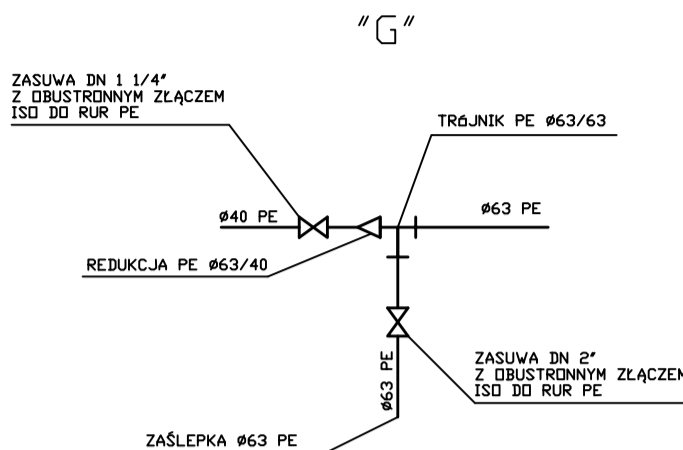 "G"
ZASUWA DN 1 1/4"
Z OBUSTRONNYM ZŁĄCZEM
ISO DO RUR PE
TRÓJNIK PE Ø63/63
Ø40 PE
Ø63 PE
REDUKCJA PE Ø63/40
Ø63 PE
ZASUWA DN 2"
Z OBUSTRONNYM ZŁĄCZEM
ISO DO RUR PE
ZAŚLEPKA Ø63 PE